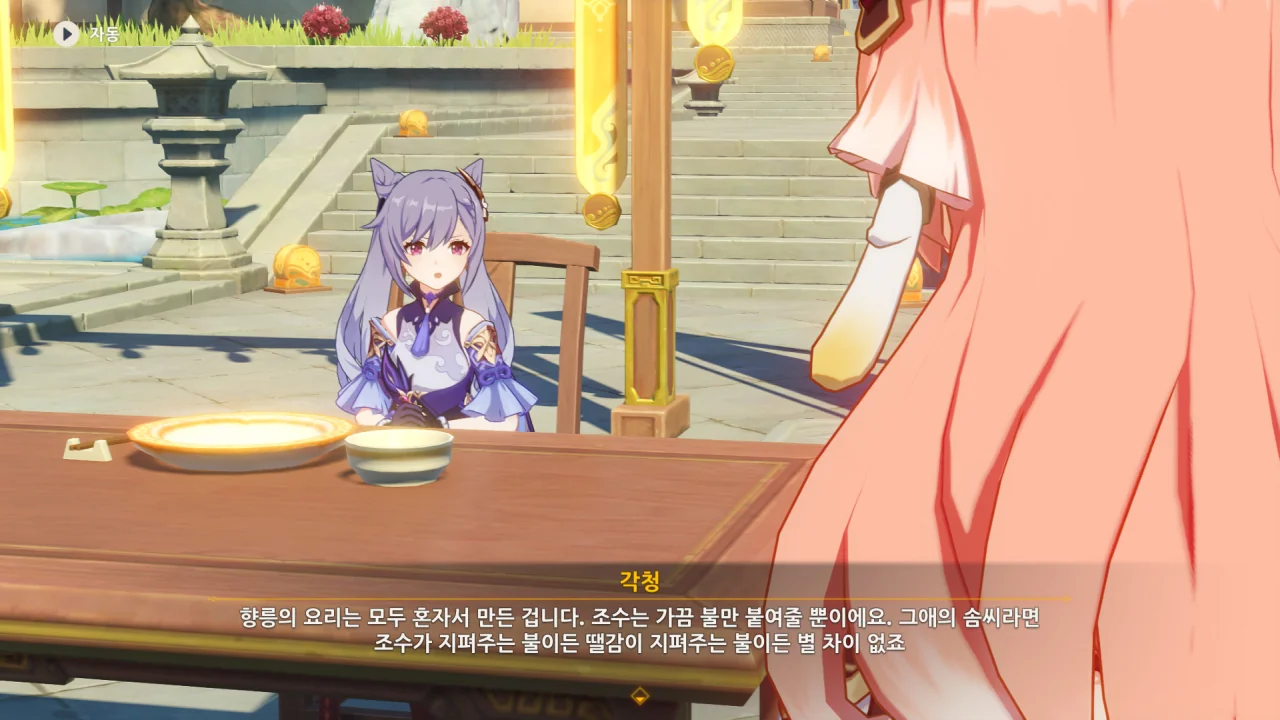 자동
각청
향릉의 요리는 모두 혼자서 만든 겁니다. 조수는 가끔 불만 붙여줄 뿐이에요. 그애의 솜씨라면
조수가 지펴주는 불이든 땔감이 지펴주는 불이든 별 차이 없죠